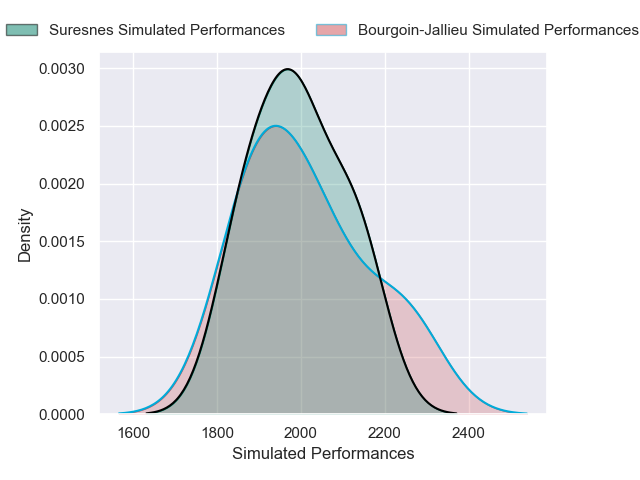 Suresnes Simulated Performances Bourgoin-Jallieu Simulated Performances
0.0030
0.0025
0.0020
0.0015
0.0010
0.0005
0.0000
Density
1600 1800 2000 2200 2400
Simulated Performances